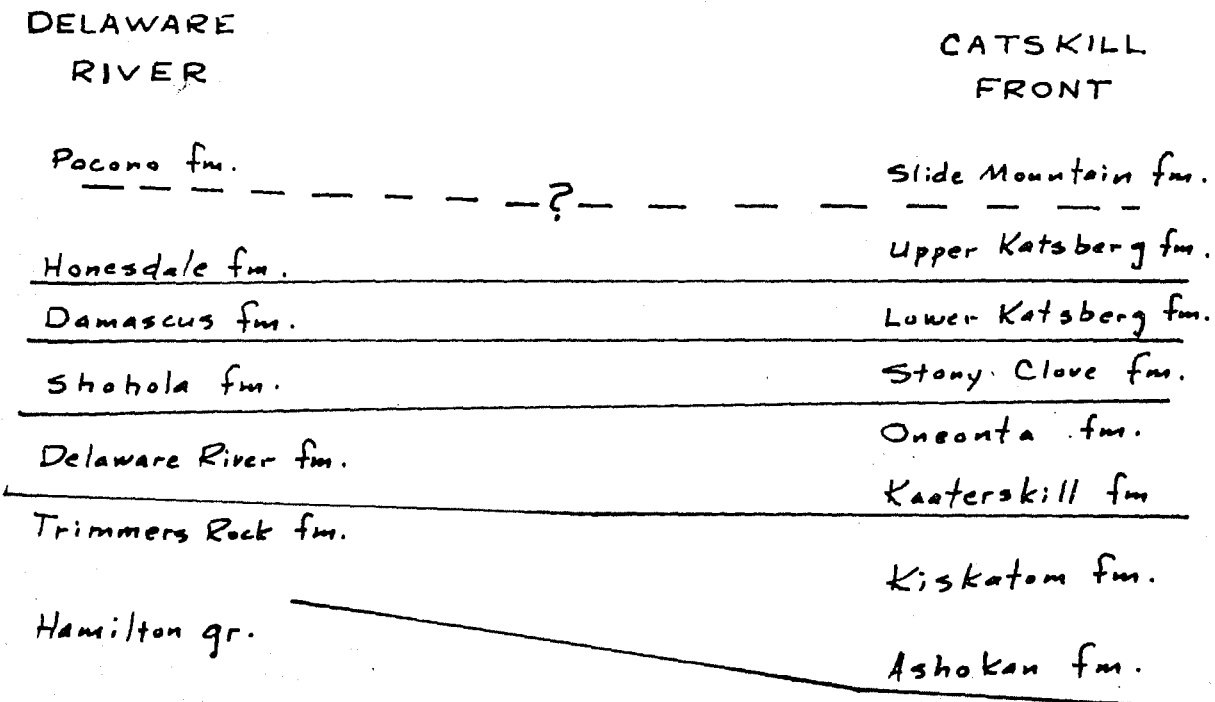 DELAWARE
RIVER
CATSKILL
FRONT
Pocono fm.
Slide Mountain fm.
?
Honesdale fm.
Upper Katsberg fm.
Damascus fm.
Lower Katsberg fm.
Shohola fm.
Stony Clove fm.
Oneonta fm.
Delaware River fm.
Kaaterskill fm
Trimmers Rock fm.
Kiskatom fm.
Hamilton gr.
Ashokan fm.